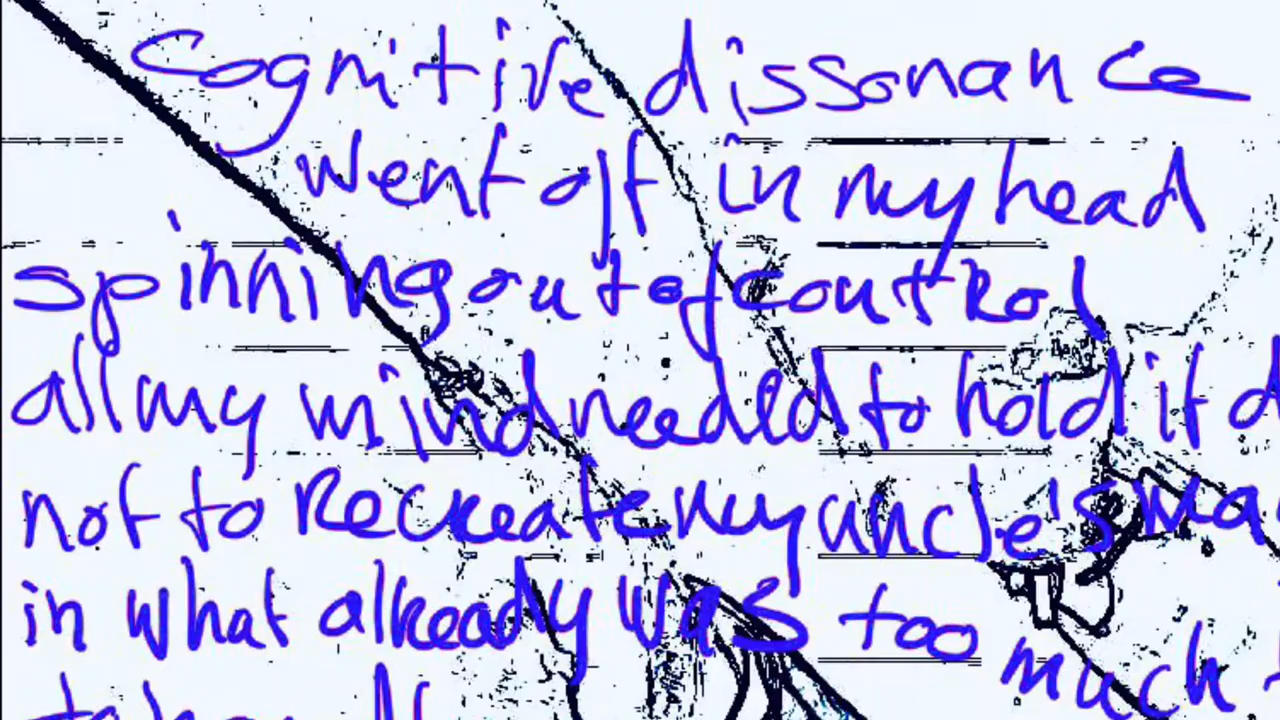 Cognitive dissonance
went off in my head
spinning out of control
all my mind needed to hold it
not to Recreate my uncle's
in what already was too much